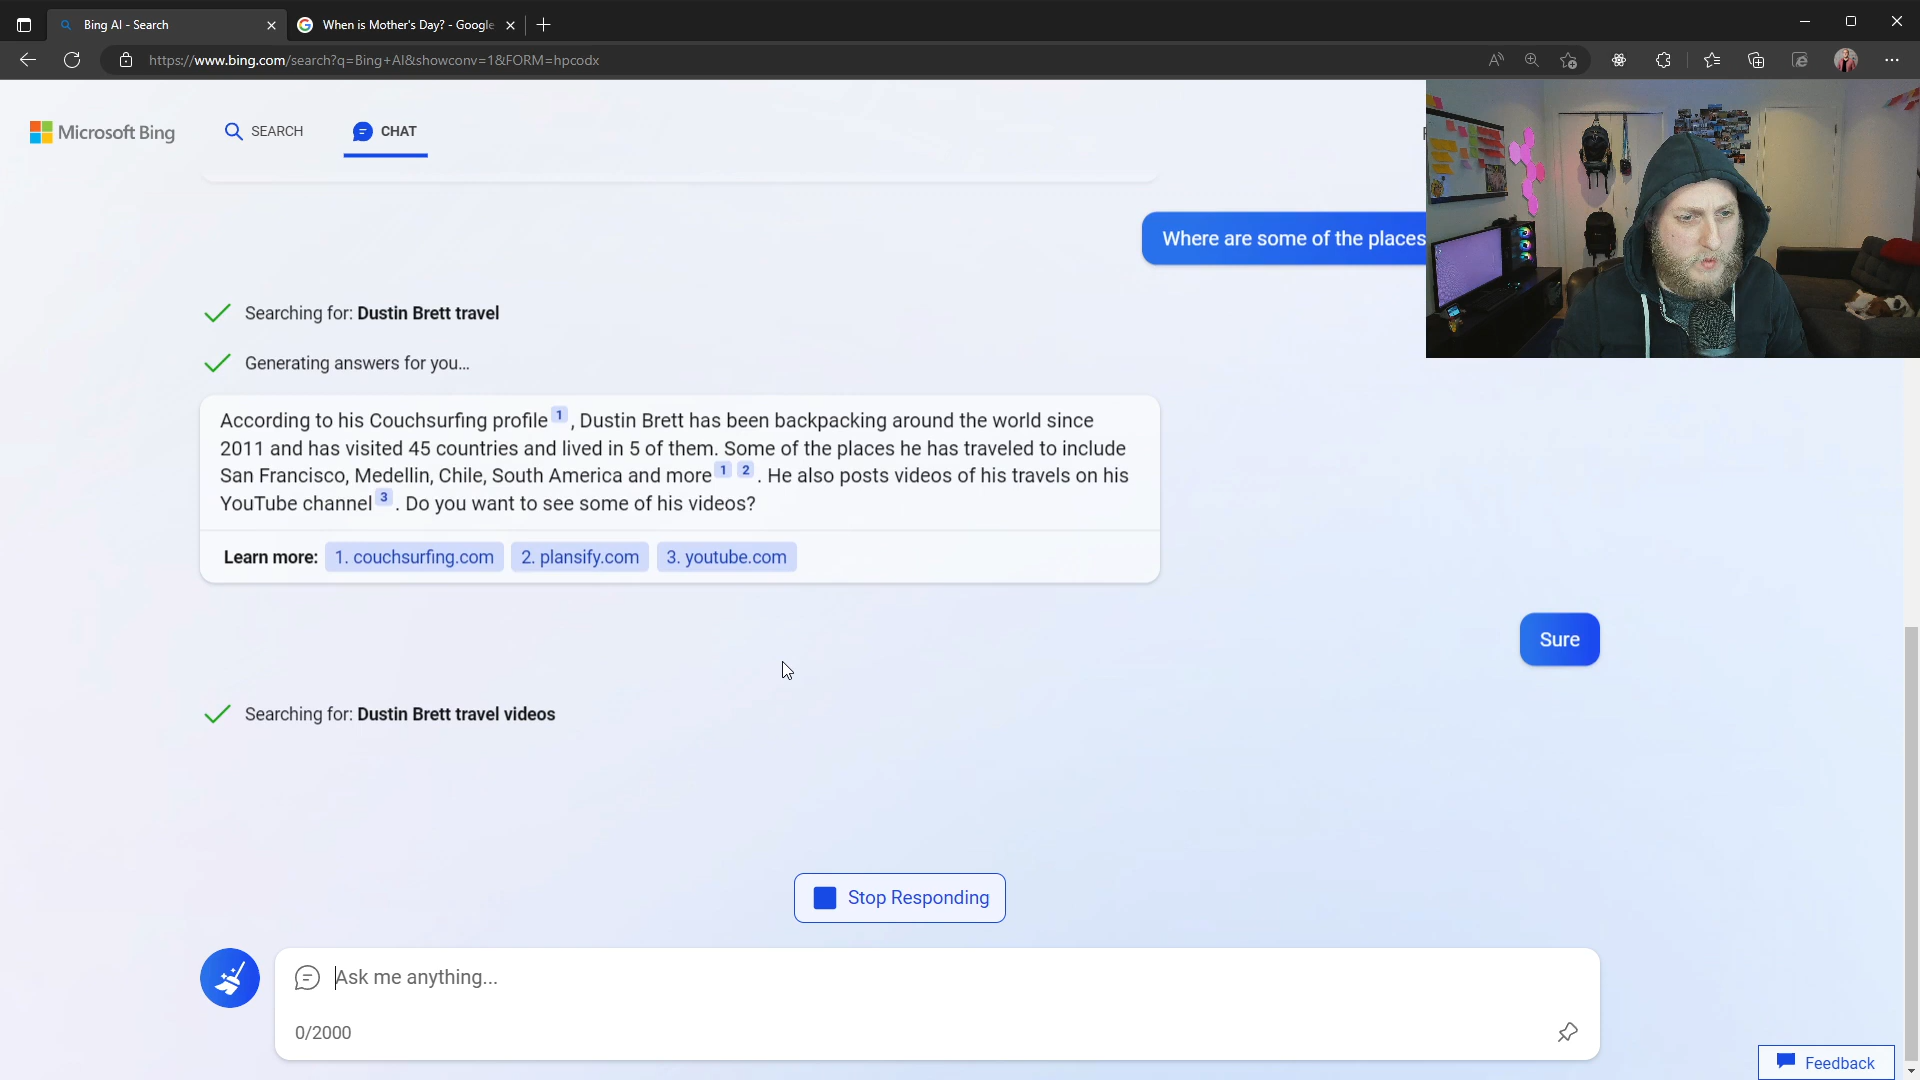 Bing AI - Search
When is Mother's Day? - Google
https://www.bing.com/search?q=Bing+AI&showconv=1&FORM=hpcodx
Microsoft Bing
SEARCH
CHAT
Where are some of the places
Searching for: Dustin Brett travel
Generating answers for you...
According to his Couchsurfing profile 1 , Dustin Brett has been backpacking around the world since
2011 and has visited 45 countries and lived in 5 of them. Some of the places he has traveled to include
San Francisco, Medellin, Chile, South America and more 1 2 . He also posts videos of his travels on his
YouTube channel 3 . Do you want to see some of his videos?
Learn more: 1. couchsurfing.com 2. plansify.com 3. youtube.com
Sure
Searching for: Dustin Brett travel videos
Stop Responding
Ask me anything...
0/2000
Feedback